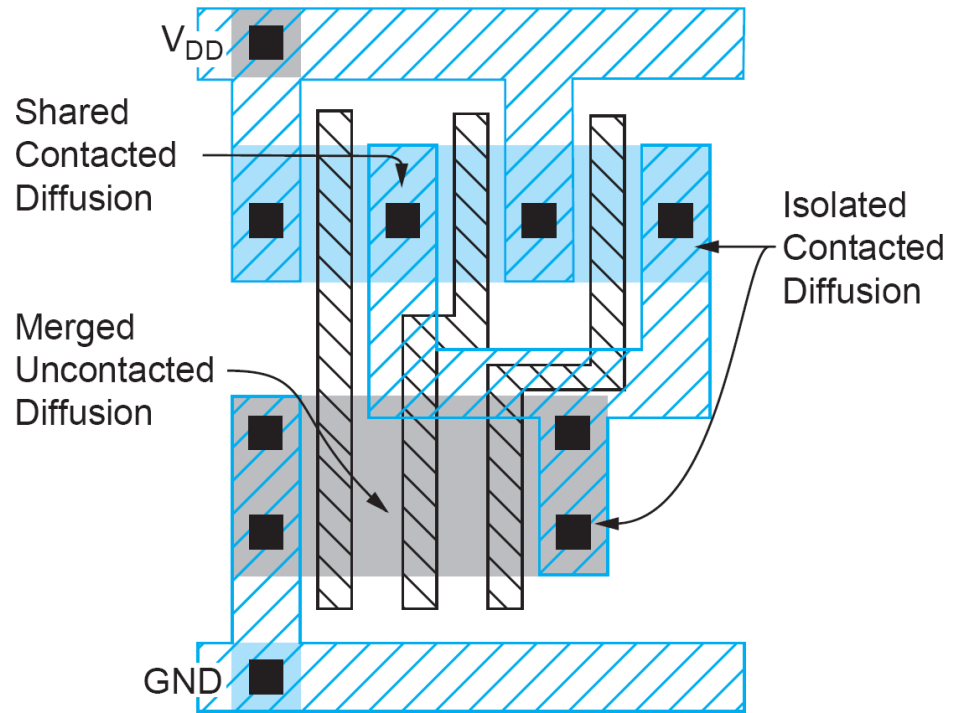 VDD
Shared
Contacted
Diffusion
Isolated
Contacted
Diffusion
Merged
Uncontacted
Diffusion
GND